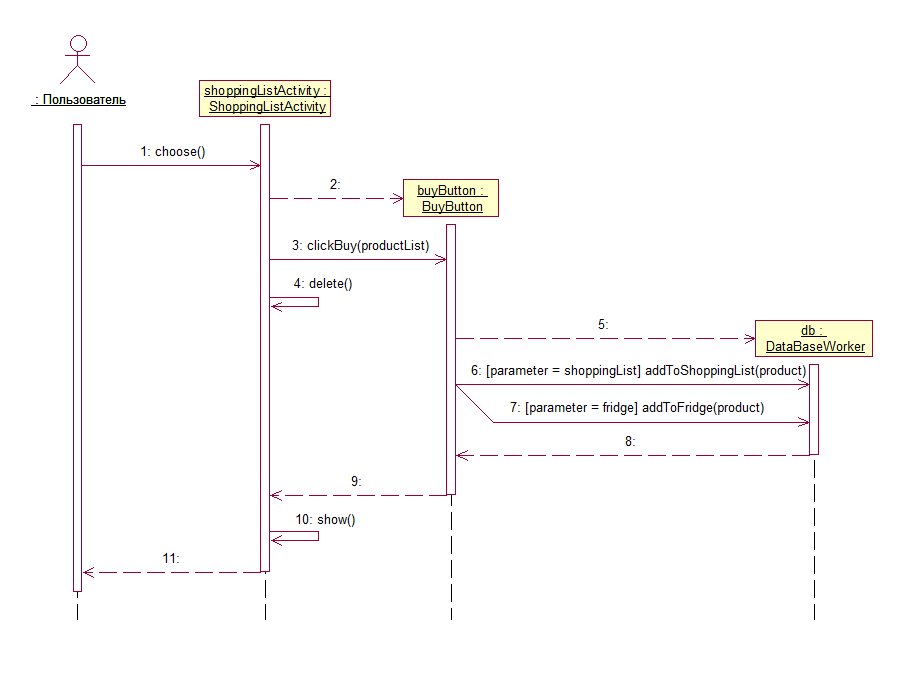 : Пользователь
shoppingListActivity :
ShoppingListActivity
1: choose()
2:
buyButton :
BuyButton
3: clickBuy(productList)
4: delete()
5:
db :
DataBaseWorker
6: [parameter = shoppingList] addToShoppingList(product)
7: [parameter = fridge] addToFridge(product)
8:
9:
10: show()
11: